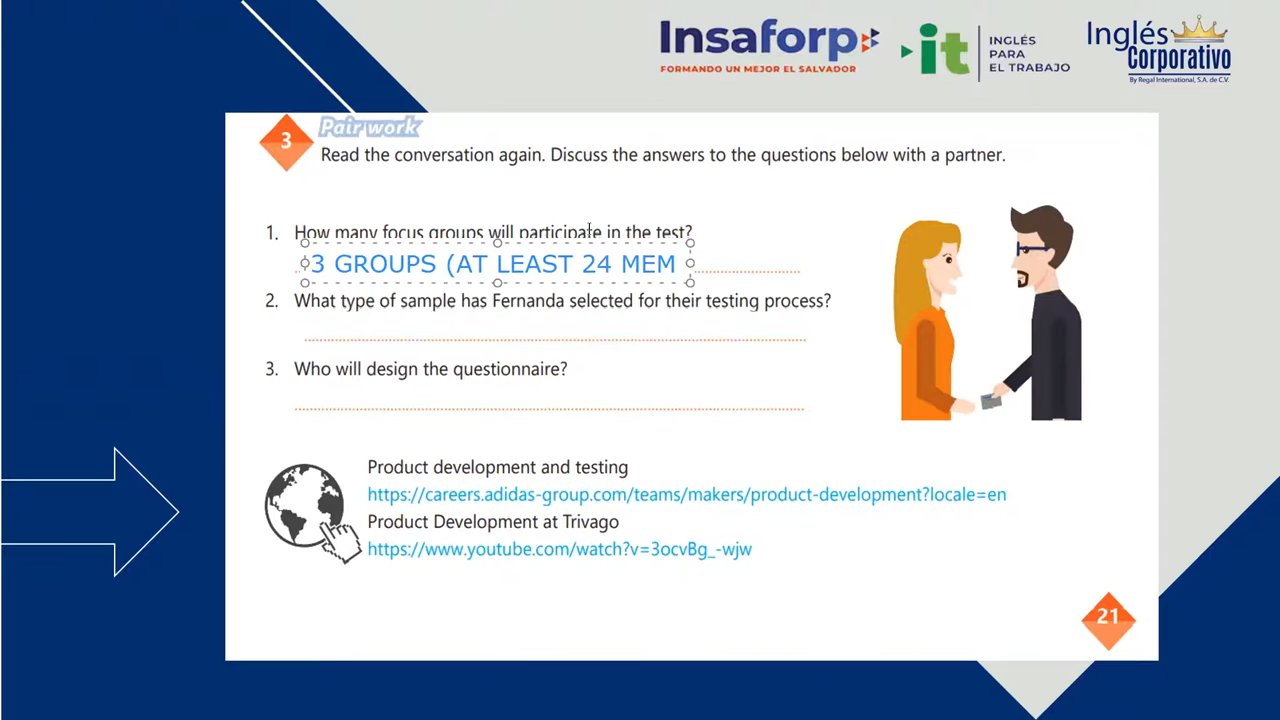 Insaforp
FORMANDO UN MEJOR EL SALVADOR
it
INGLÉS
PARA
EL TRABAJO
Inglés
Corporativo
By Regal International, S.A. de C.V.
3
Pair work
Read the conversation again. Discuss the answers to the questions below with a partner.
1. How many focus groups will participate in the test?
3 GROUPS (AT LEAST 24 MEM
2. What type of sample has Fernanda selected for their testing process?
3. Who will design the questionnaire?
Product development and testing
https://careers.adidas-group.com/teams/makers/product-development?locale=en
Product Development at Trivago
https://www.youtube.com/watch?v=3ocvBg_-wjw
21